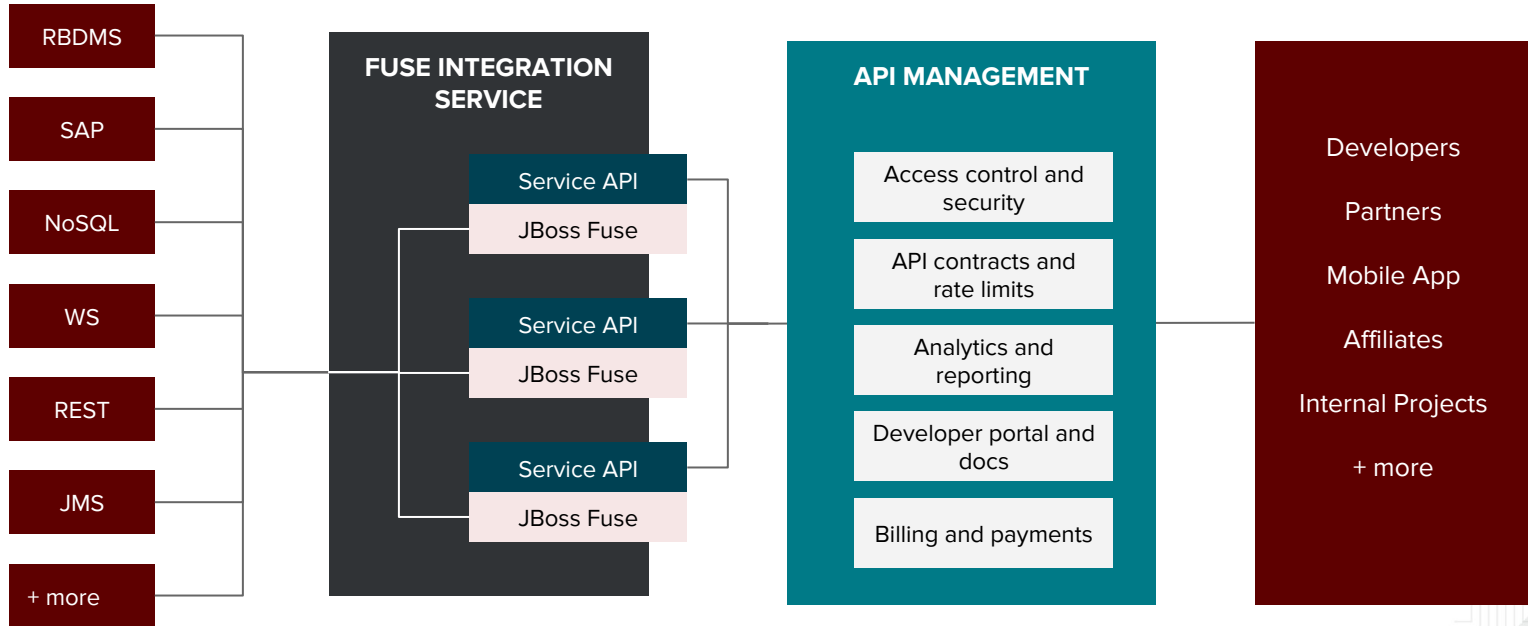 RBDMS
SAP
NoSQL
WS
REST
JMS
+ more
FUSE INTEGRATION
SERVICE
Service API
JBoss Fuse
Service API
JBoss Fuse
Service API
JBoss Fuse
API MANAGEMENT
Access control and
security
API contracts and
rate limits
Analytics and
reporting
Developer portal and
docs
Billing and payments
Developers
Partners
Mobile App
Affiliates
Internal Projects
+ more